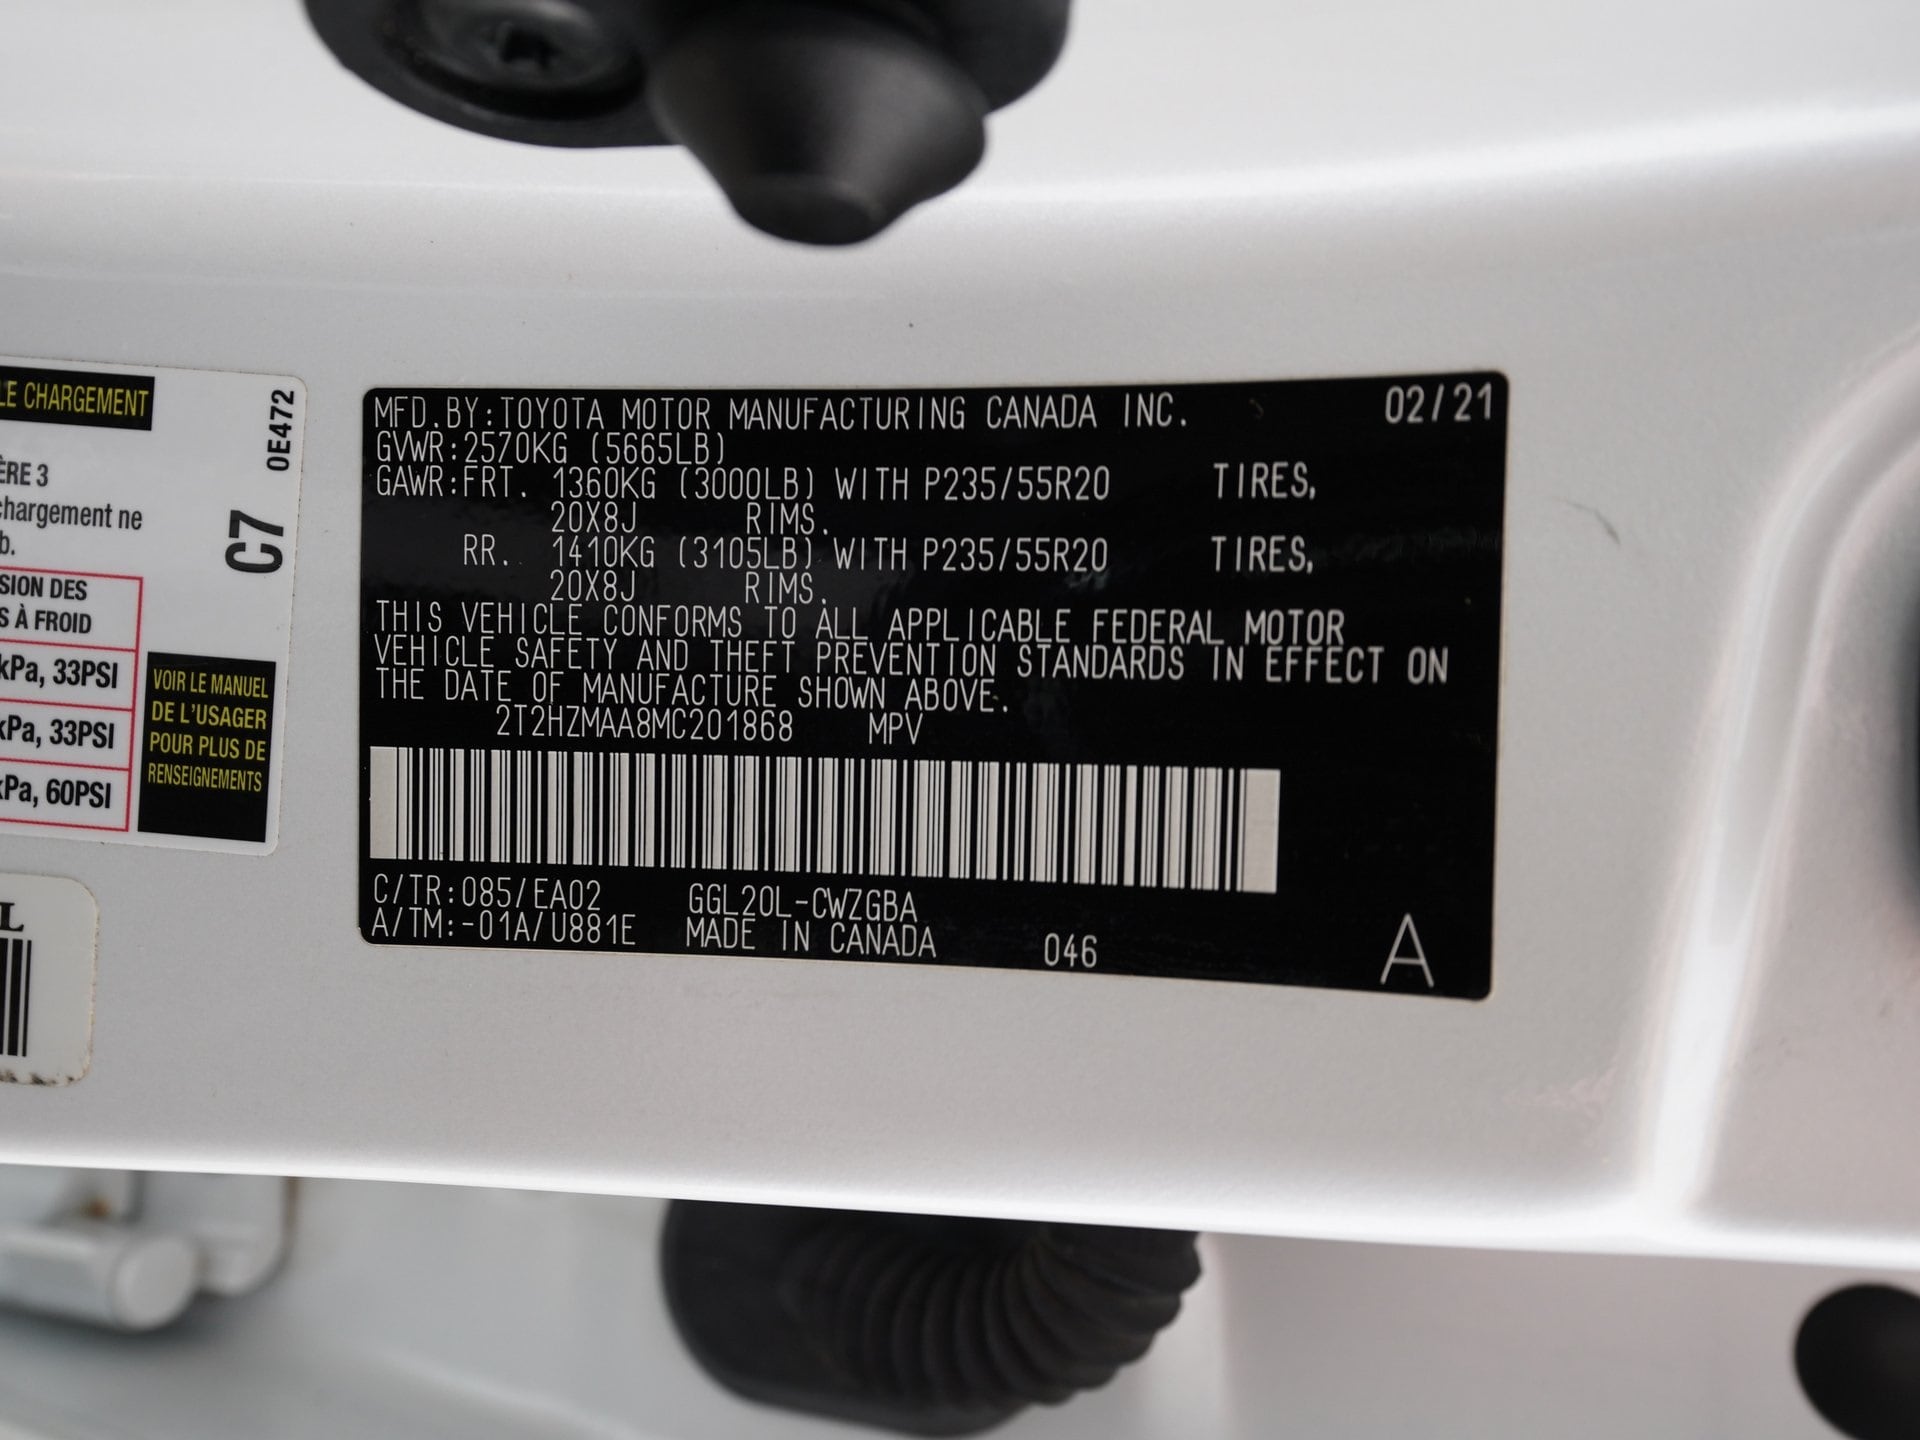 LE CHARGEMENT
0E472
ÈRE 3
chargement ne
b.
C7
SION DES
S À FROID
kPa, 33PSI
kPa, 33PSI
kPa, 60PSI
VOIR LE MANUEL
DE L'USAGER
POUR PLUS DE
RENSEIGNEMENTS
L
MFD.BY:TOYOTA MOTOR MANUFACTURING CANADA INC. 02/21
GVWR:2570KG (5665LB)
GAWR:FRT. 1360KG (3000LB) WITH P235/55R20 TIRES,
20X8J RIMS.
RR. 1410KG (3105LB) WITH P235/55R20 TIRES,
20X8J RIMS.
THIS VEHICLE CONFORMS TO ALL APPLICABLE FEDERAL MOTOR
VEHICLE SAFETY AND THEFT PREVENTION STANDARDS IN EFFECT ON
THE DATE OF MANUFACTURE SHOWN ABOVE.
2T2HZMAA8MC201868 MPV
C/TR:085/EA02 GGL20L-CWZGBA
A/TM:-01A/U881E MADE IN CANADA 046 A